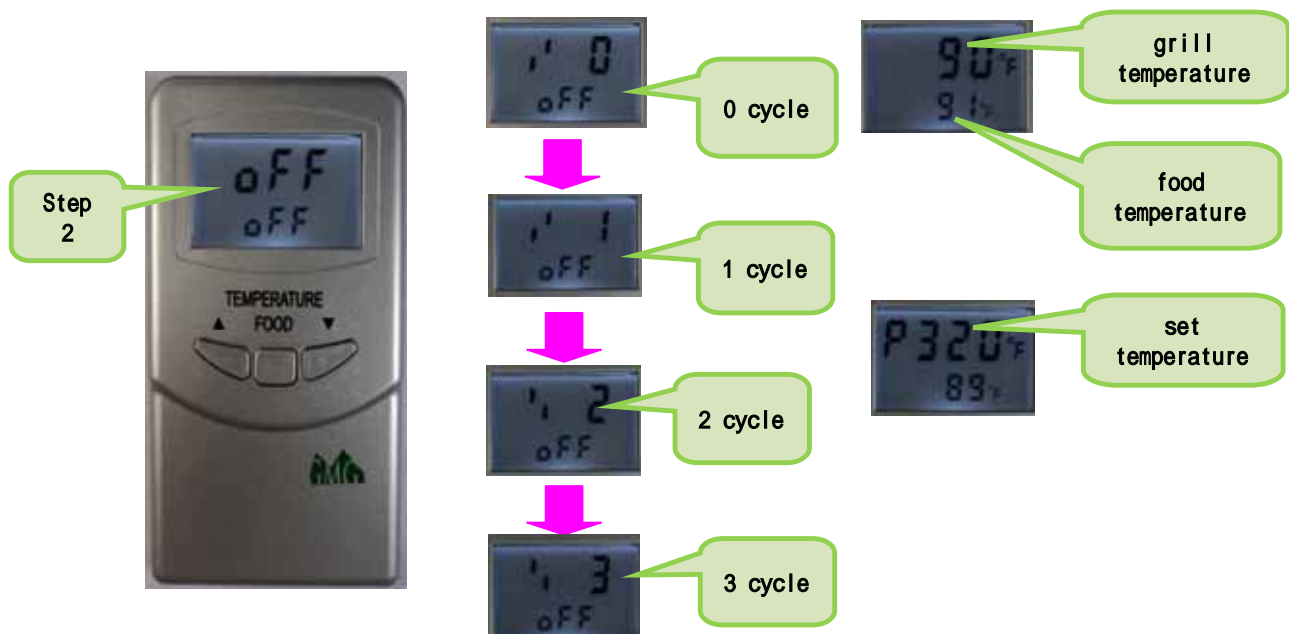 Step
2
oFF
oFF
TEMPERATURE
▲ FOOD ▼
0
oFF
0 cycle
1
oFF
1 cycle
2
oFF
2 cycle
3
oFF
3 cycle
90°F
91°F
grill
temperature
food
temperature
P320°F
89°F
set
temperature